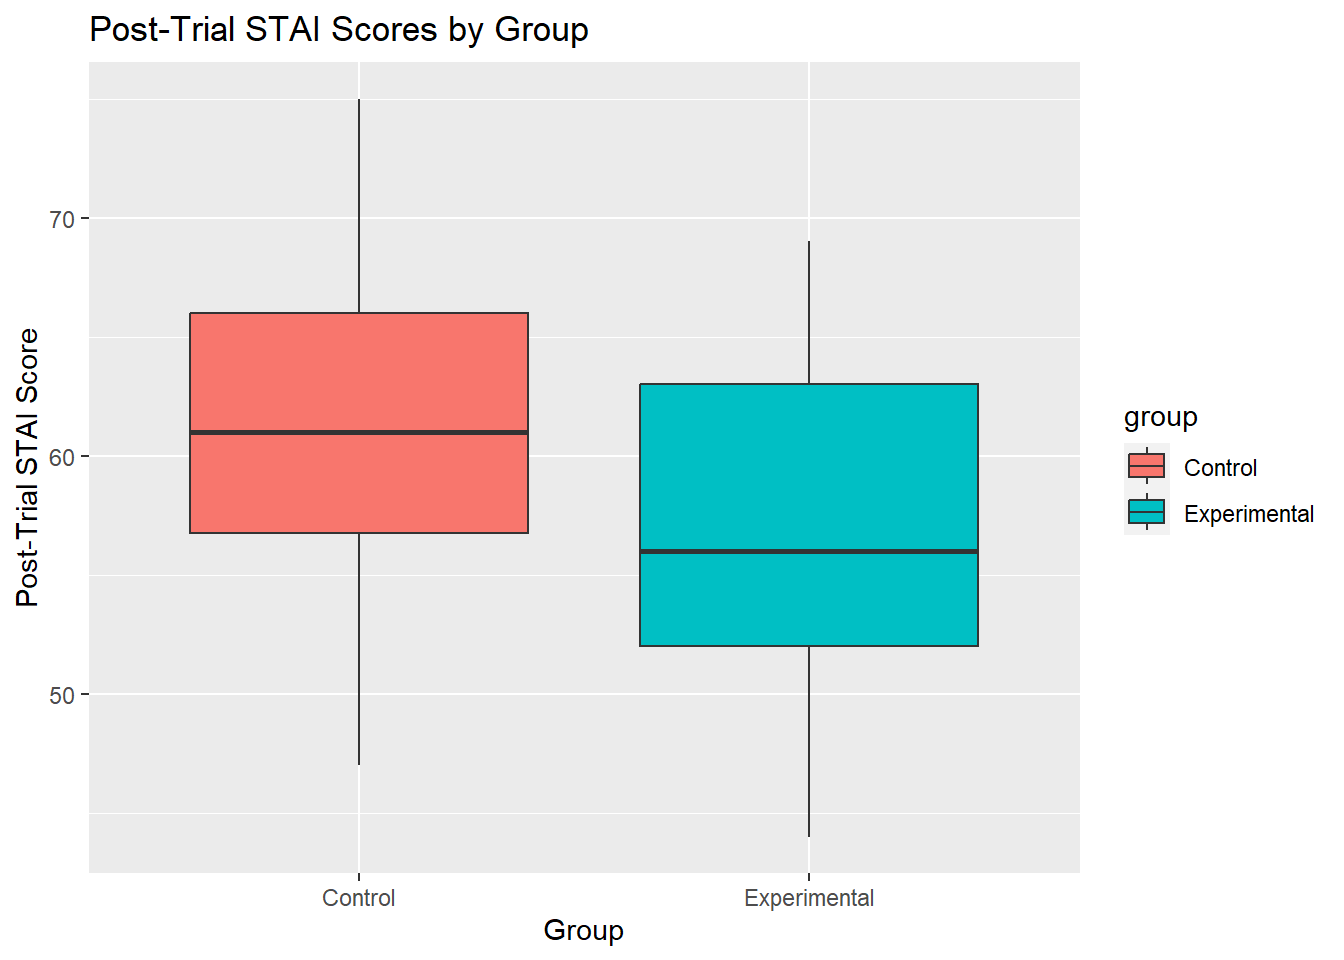 Post-Trial STAI Scores by Group
Post-Trial STAI Score
70
60
50
Control
Experimental
Group
group
Control
Experimental